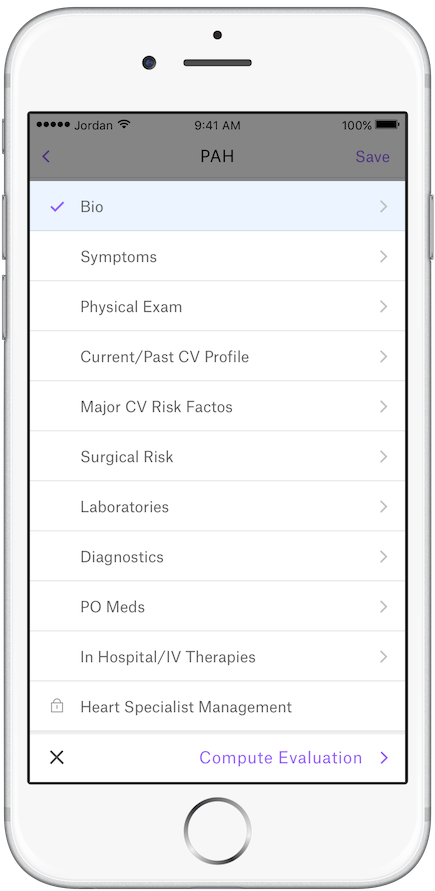 Jordan 9:41 AM 100%
PAH Save
Bio
Symptoms
Physical Exam
Current/Past CV Profile
Major CV Risk Factos
Surgical Risk
Laboratories
Diagnostics
PO Meds
In Hospital/IV Therapies
Heart Specialist Management
Compute Evaluation